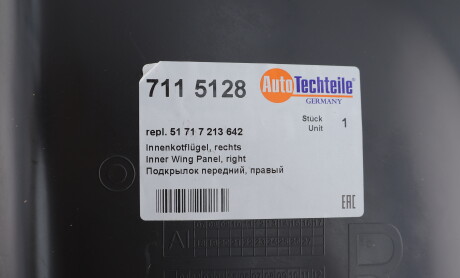 711 5128
AutoTechteile
GERMANY
Stück
Unit 1
repl. 51 71 7 213 642
Innenkotflügel, rechts
Inner Wing Panel, right
Подкрылок передний, правый
EAC
A